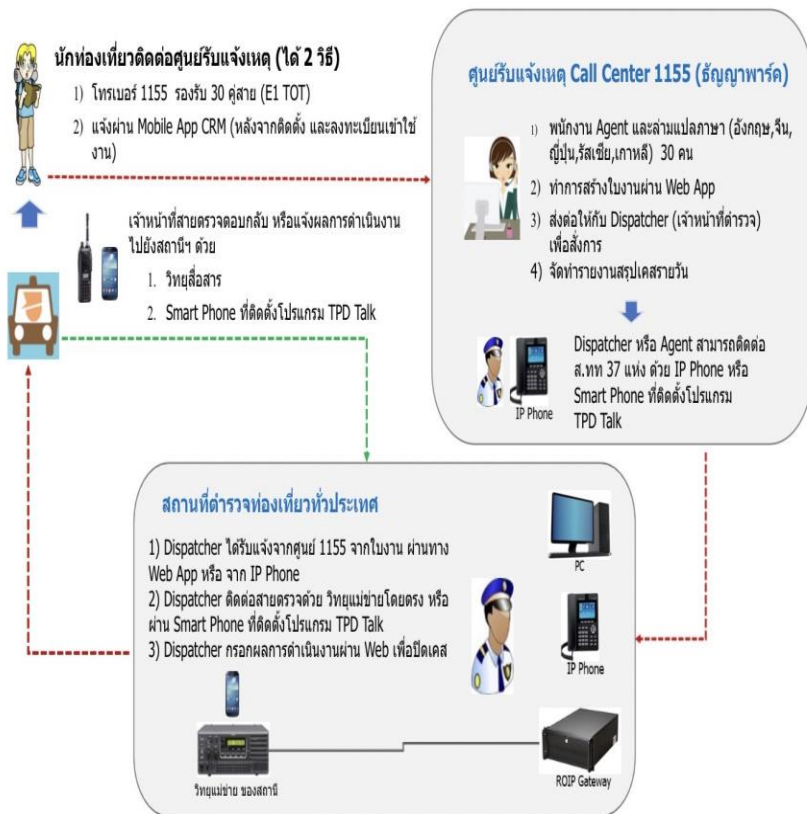 นักท่องเที่ยวติดต่อศูนย์รับแจ้งเหตุ (ได้ 2 วิธี)
1) โทรเบอร์ 1155 รองรับ 30 คู่สาย (E1 TOT)
2) แจ้งผ่าน Mobile App CRM (หลังจากติดตั้ง และลงทะเบียนเข้าใช้
งาน)
ศูนย์รับแจ้งเหตุ Call Center 1155 (ธัญญาพาร์ค)
1) พนักงาน Agent และล่ามแปลภาษา (อังกฤษ,จีน,
ญี่ปุ่น,รัสเซีย,เกาหลี) 30 คน
2) ทำการสร้างใบงานผ่าน Web App
3) ส่งต่อให้กับ Dispatcher (เจ้าหน้าที่ตำรวจ)
เพื่อสั่งการ
4) จัดทำรายงานสรุปเคสรายวัน
Dispatcher หรือ Agent สามารถติดต่อ
ส.ทท 37 แห่ง ด้วย IP Phone หรือ
Smart Phone ที่ติดตั้งโปรแกรม
TPD Talk
IP Phone
เจ้าหน้าที่สายตรวจตอบกลับ หรือแจ้งผลการดำเนินงาน
ไปยังสถานีฯ ด้วย
1. วิทยุสื่อสาร
2. Smart Phone ที่ติดตั้งโปรแกรม TPD Talk
สถานที่ตำรวจท่องเที่ยวทั่วประเทศ
1) Dispatcher ได้รับแจ้งจากศูนย์ 1155 จากใบงาน ผ่านทาง
Web App หรือ จาก IP Phone
2) Dispatcher ติดต่อสายตรวจด้วย วิทยุแม่ข่ายโดยตรง หรือ
ผ่าน Smart Phone ที่ติดตั้งโปรแกรม TPD Talk
3) Dispatcher กรอกผลการดำเนินงานผ่าน Web เพื่อปิดเคส
PC
IP Phone
วิทยุแม่ข่าย ของสถานี
ROIP Gateway